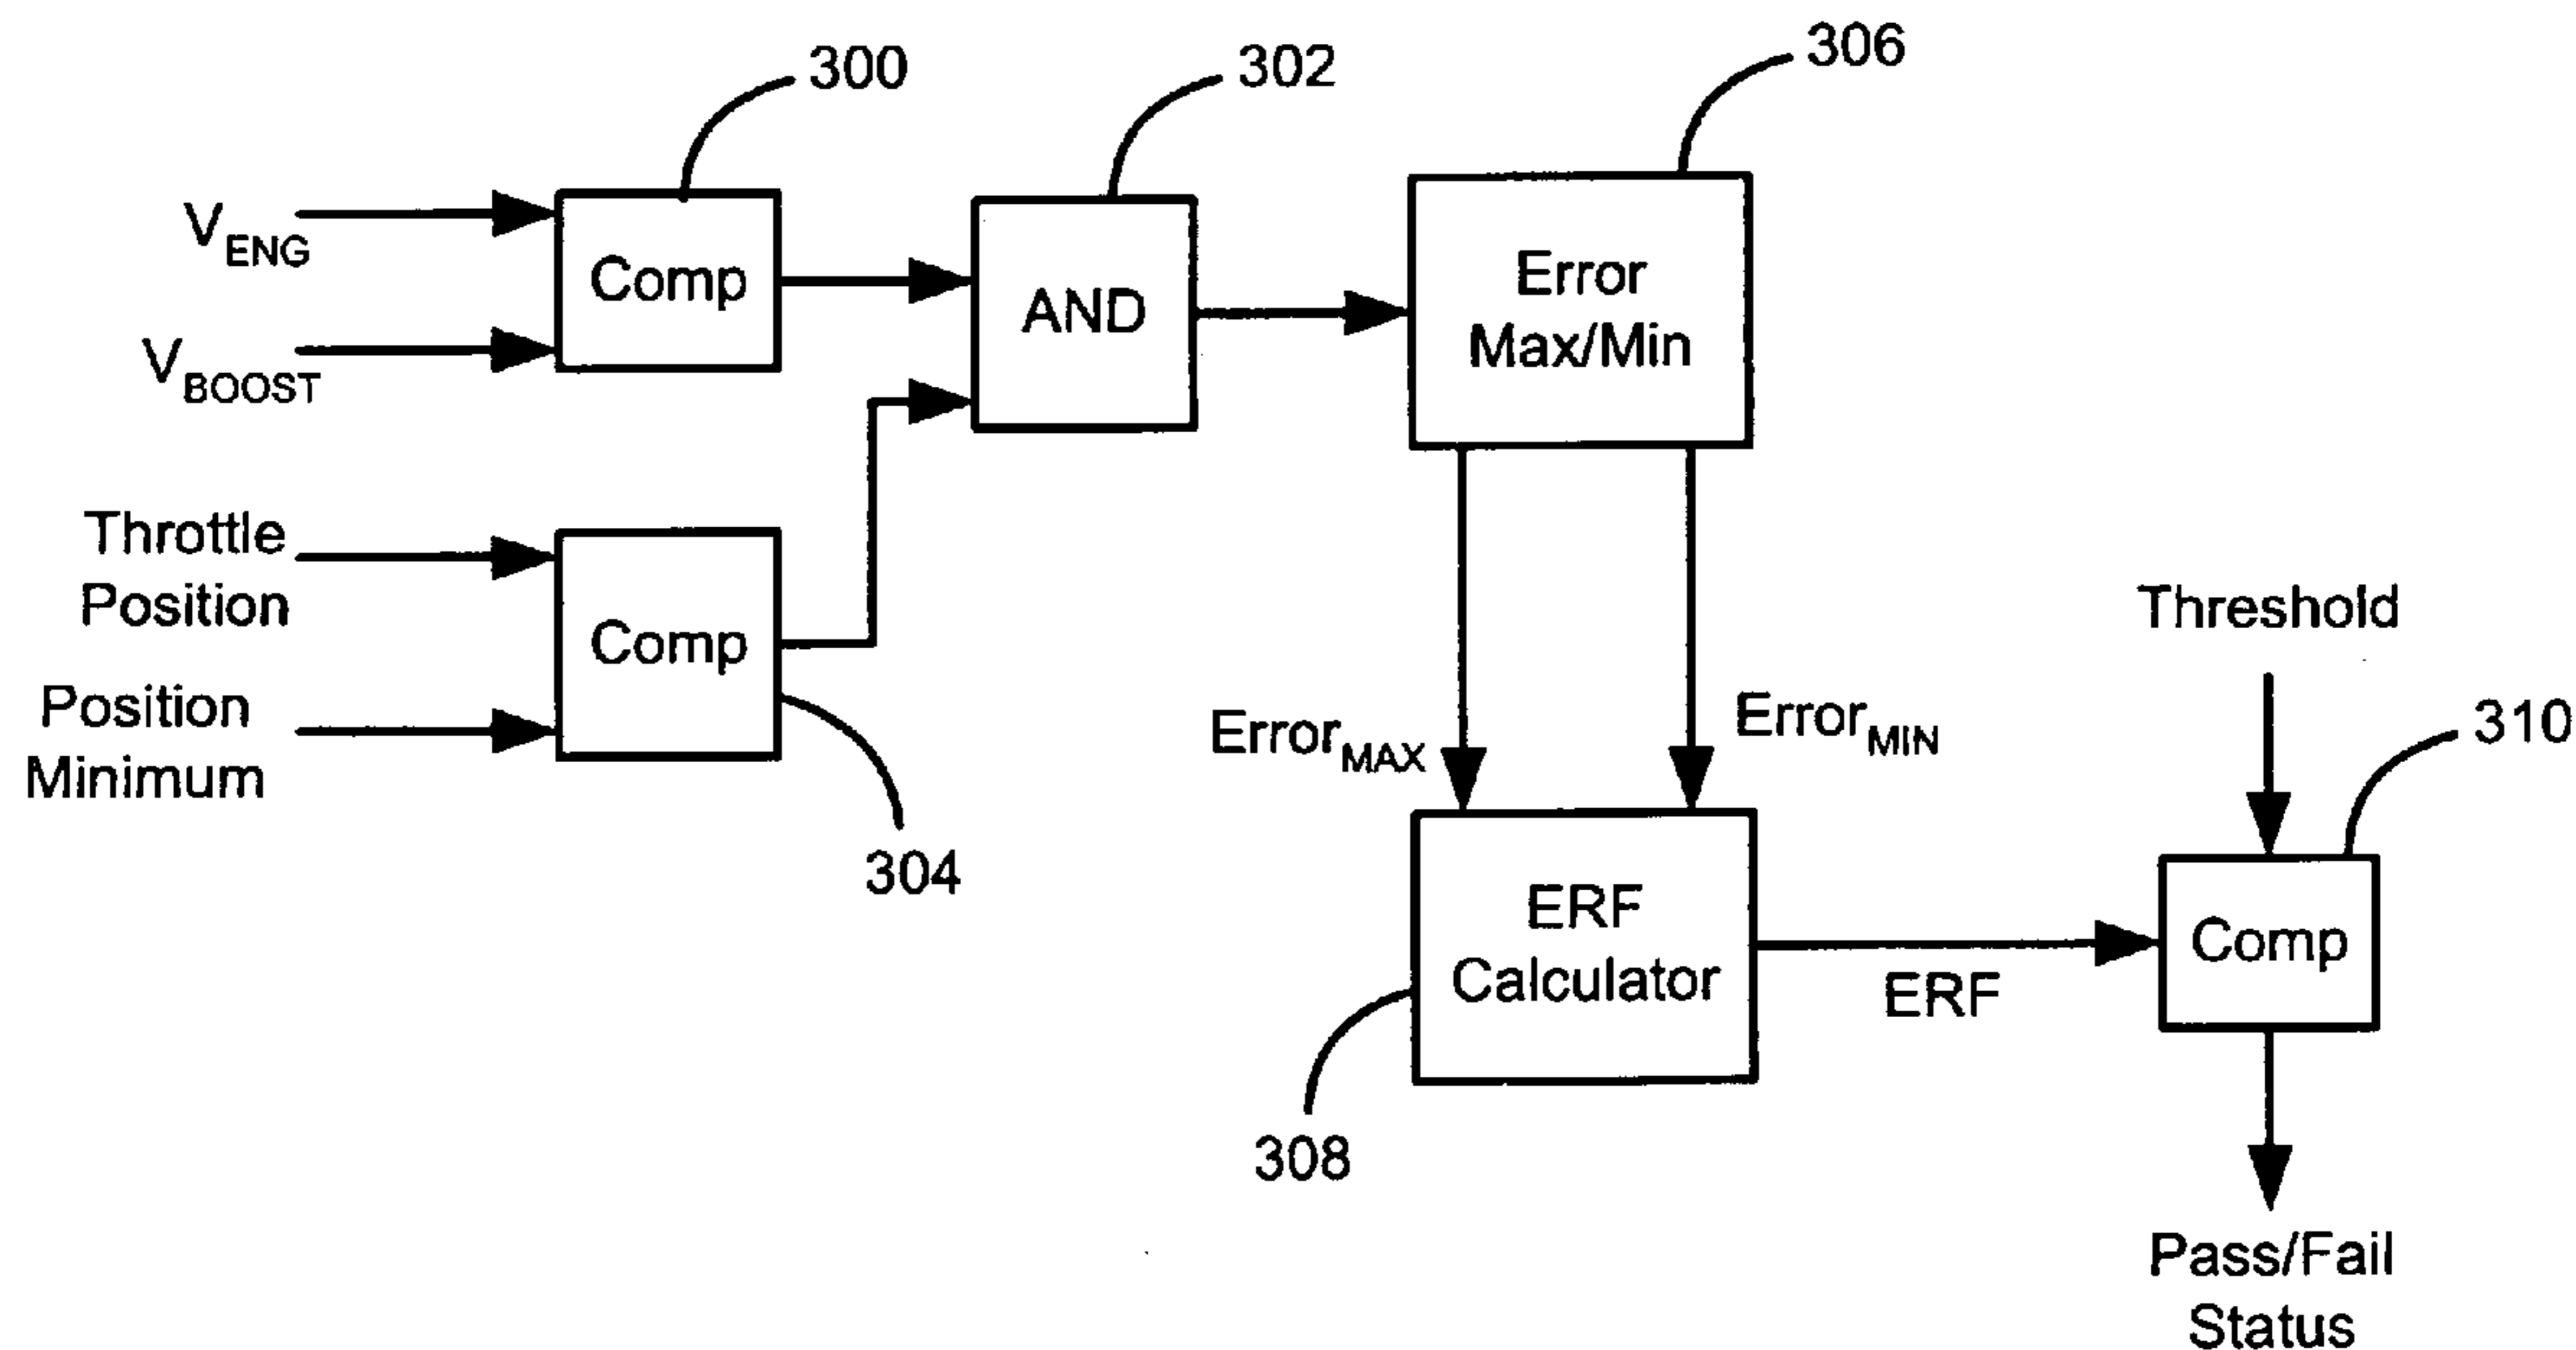 300
302
306
V_ENG
Comp
AND
Error
Max/Min
V_BOOST
Throttle
Position
Comp
Position
Minimum
304
Error_MAX
Error_MIN
Threshold
310
ERF
Calculator
308
ERF
Comp
Pass/Fail
Status